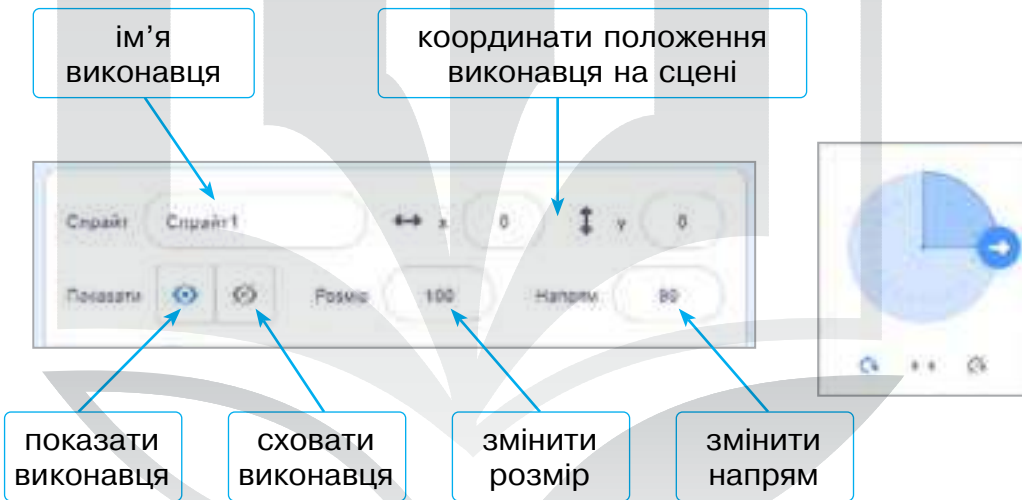 ім’я
виконавця
координати положення
виконавця на сцені
Спрайт Спрайт1 x 0 y 0
Показати Розмір 100 Напрям 90
показати
виконавця
сховати
виконавця
змінити
розмір
змінити
напрям